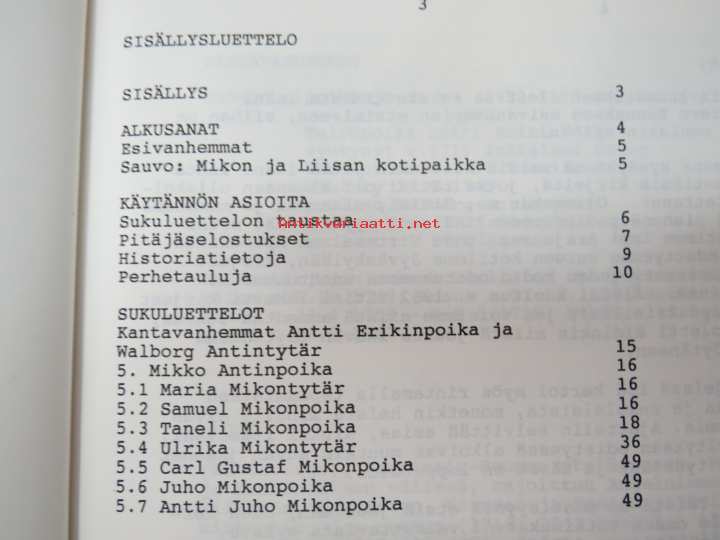 3
SISÄLLYSLUETTELO
SISÄLLYS 3
ALKUSANAT 4
Esivanhemmat 5
Sauvo: Mikon ja Liisan kotipaikka 5
KÄYTÄNNÖN ASIOITA
Sukuluettelon taustaa 6
antikvariaatti.net
Pitäjäselostukset 7
Historiatietoja 9
Perhetauluja 10
SUKULUETTELOT
Kantavanhemmat Antti Erikinpoika ja
Walborg Antintytär 15
5. Mikko Antinpoika 16
5.1 Maria Mikontytär 16
5.2 Samuel Mikonpoika 16
5.3 Taneli Mikonpoika 18
5.4 Ulrika Mikontytär 36
5.5 Carl Gustaf Mikonpoika 49
5.6 Juho Mikonpoika 49
5.7 Antti Juho Mikonpoika 49